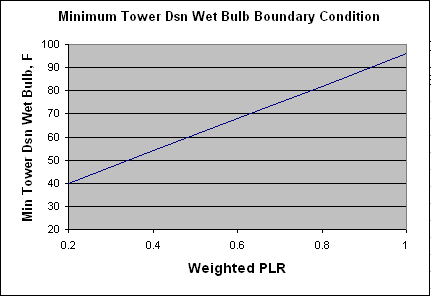 Minimum Tower Dsn Wet Bulb Boundary Condition
Min Tower Dsn Wet Bulb, F
100
90
80
70
60
50
40
30
20
0.2 0.4 0.6 0.8 1
Weighted PLR